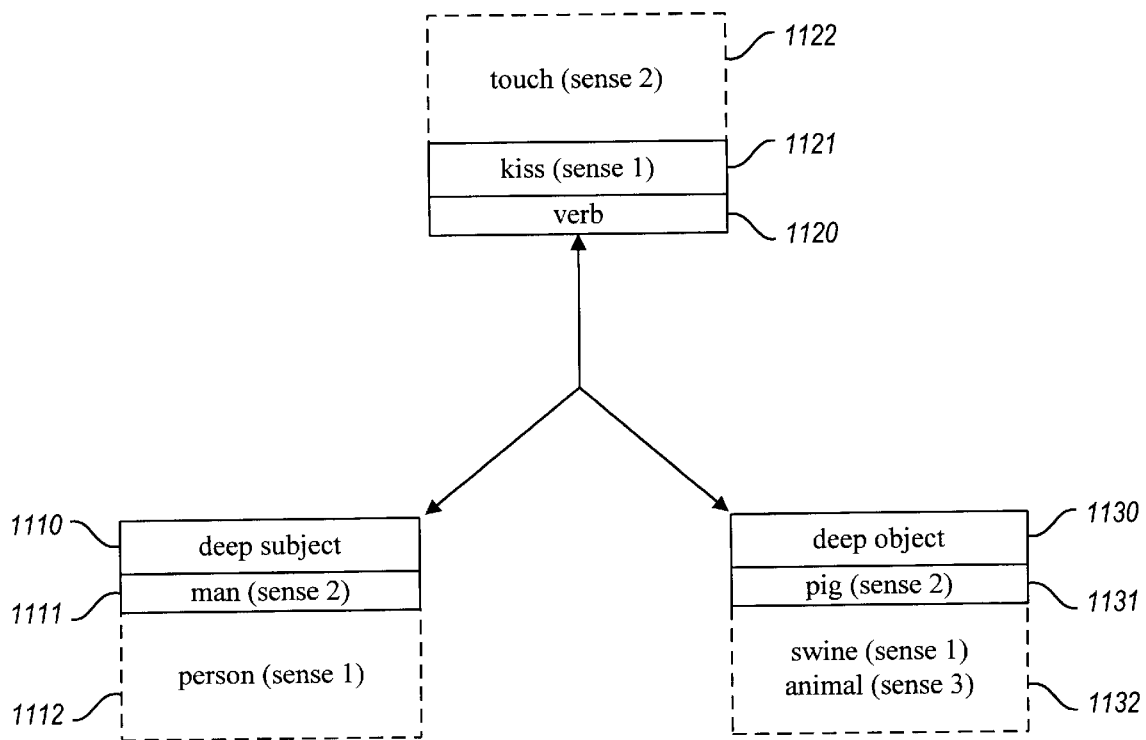 1122
touch (sense 2)
1121
kiss (sense 1)
verb
1120
1110
deep subject
1111
man (sense 2)
person (sense 1)
1112
1130
deep object
pig (sense 2)
1131
swine (sense 1)
animal (sense 3)
1132